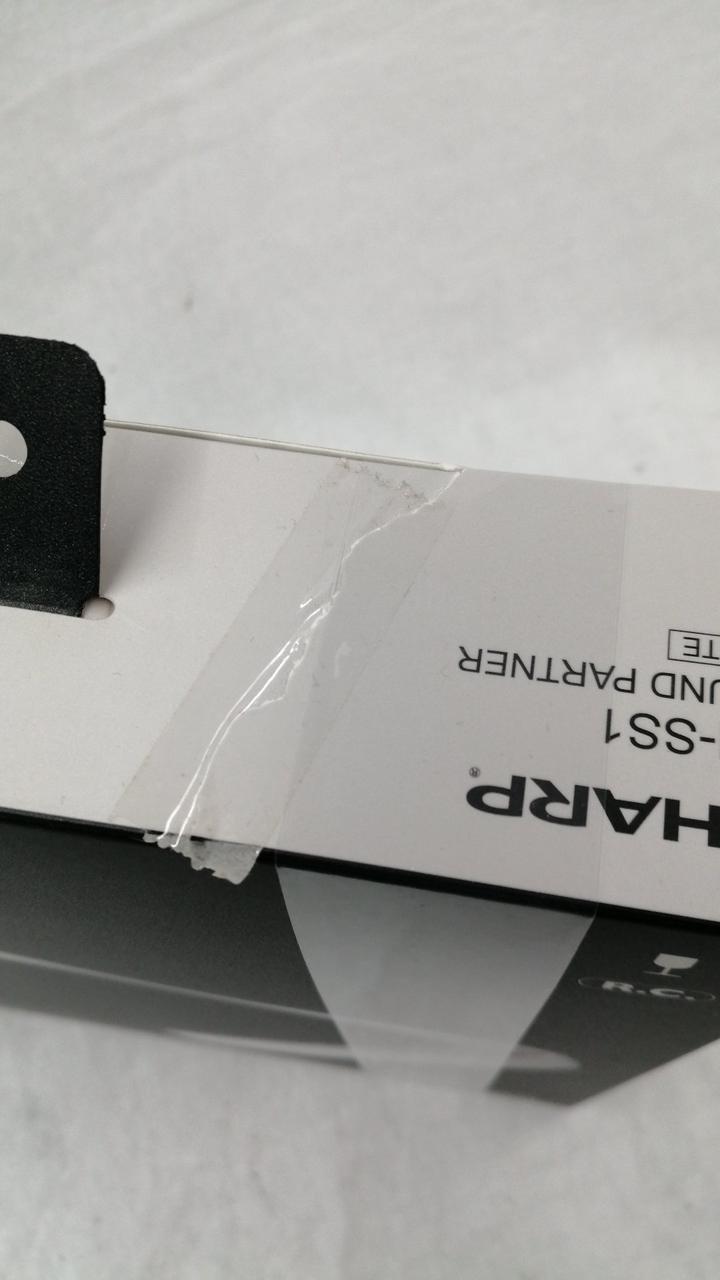 HARP®
-SS1
UND PARTNER
TE
R.C.